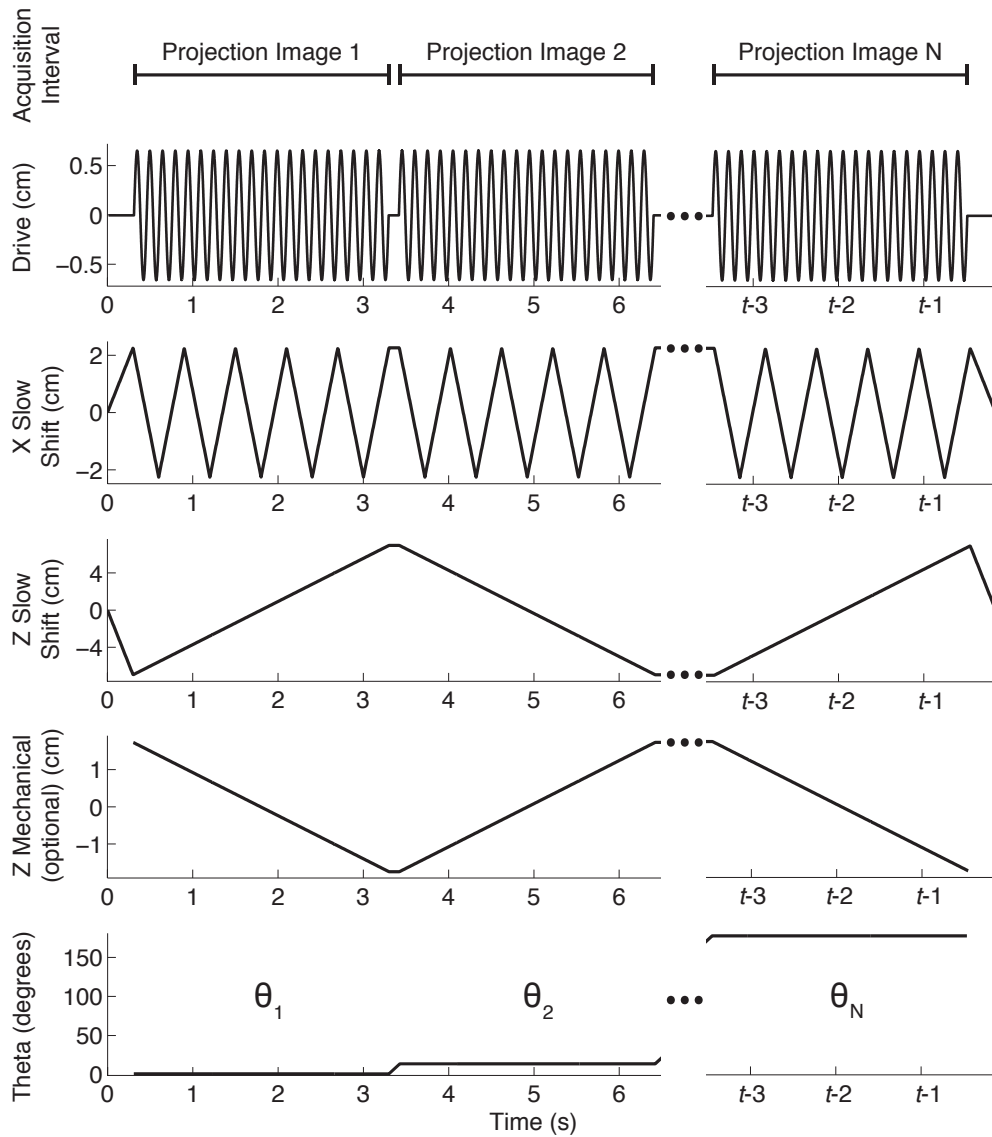 Acquisition
Interval
Projection Image 1
Projection Image 2
Projection Image N
Drive (cm)
0.5
0
−0.5
0 1 2 3 4 5 6 t-3 t-2 t-1
X Slow
Shift (cm)
2
0
-2
0 1 2 3 4 5 6 t-3 t-2 t-1
Z Slow
Shift (cm)
4
0
−4
0 1 2 3 4 5 6 t-3 t-2 t-1
Z Mechanical
(optional) (cm)
1
0
-1
0 1 2 3 4 5 6 t-3 t-2 t-1
Theta (degrees)
150
100
50
0
θ1
θ2
θN
0 1 2 3 4 5 6 t-3 t-2 t-1
Time (s)